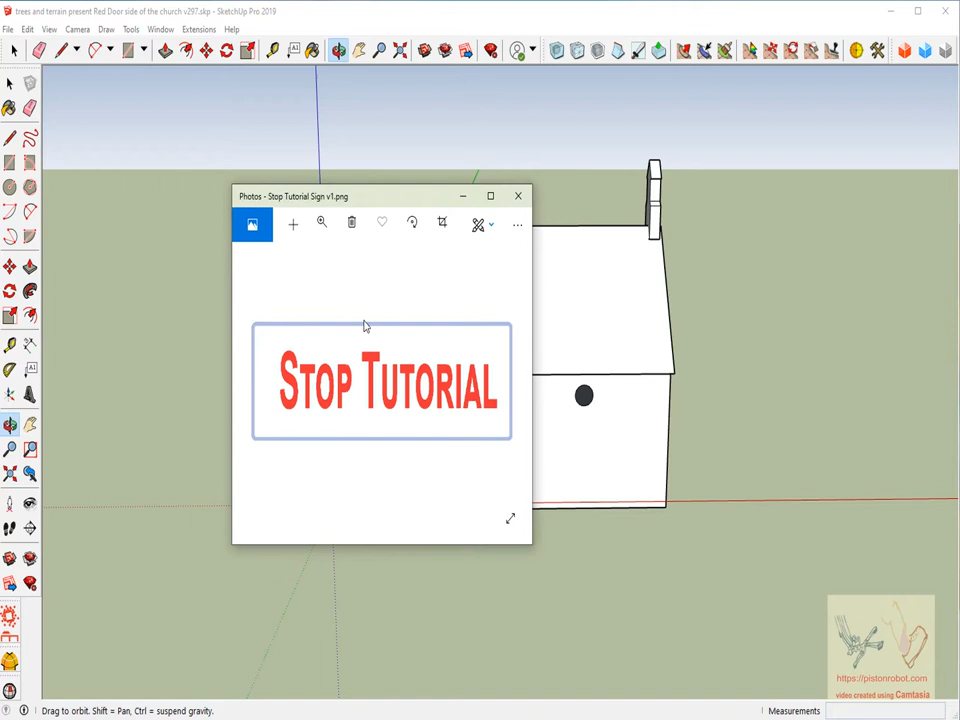 trees and terrain present Red Door side of the church v297.skp - SketchUp Pro 2019
File Edit View Camera Draw Tools Window Extensions Help
Photos - Stop Tutorial Sign v1.png
STOP TUTORIAL
https://pistonrobot.com
video created using Camtasia
Drag to orbit. Shift = Pan, Ctrl = suspend gravity.
Measurements